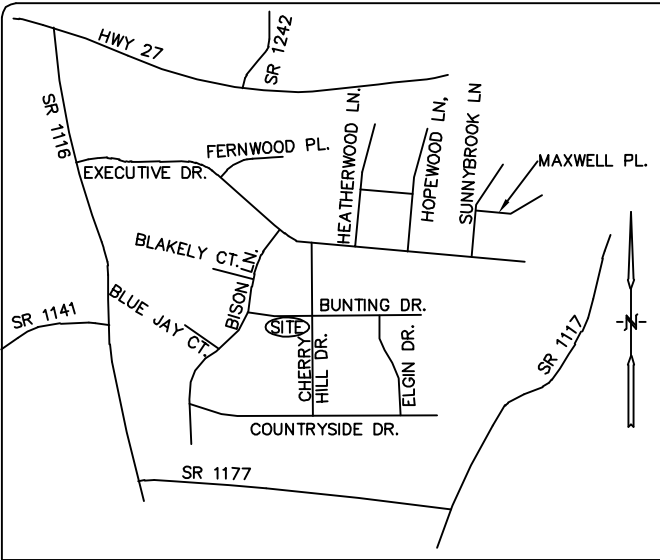 HWY 27
SR 1242
SR 1116
FERNWOOD PL.
EXECUTIVE DR.
HEATHERWOOD LN.
HOPEWOOD LN,
SUNNYBROOK LN
MAXWELL PL.
BLAKELY CT.
BISON LN.
BLUE JAY CT.
SR 1141
BUNTING DR.
SITE
CHERRY
HILL DR.
ELGIN DR.
SR 1117
-N-
COUNTRYSIDE DR.
SR 1177